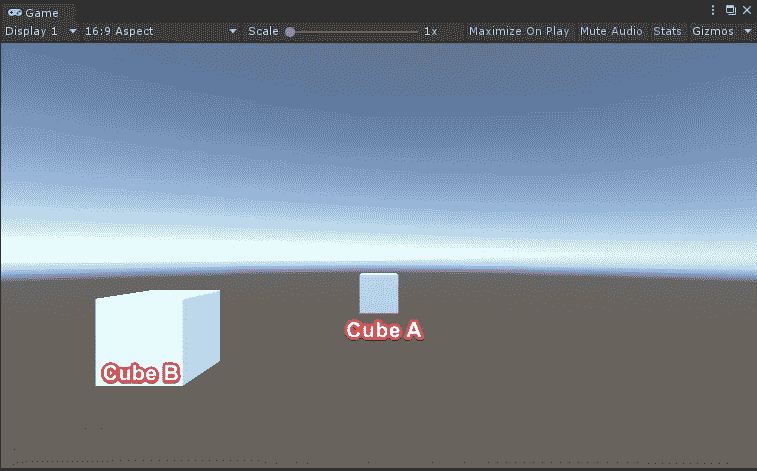 Game
Display 1 16:9 Aspect Scale 1x Maximize On Play Mute Audio Stats Gizmos
Cube A
Cube B